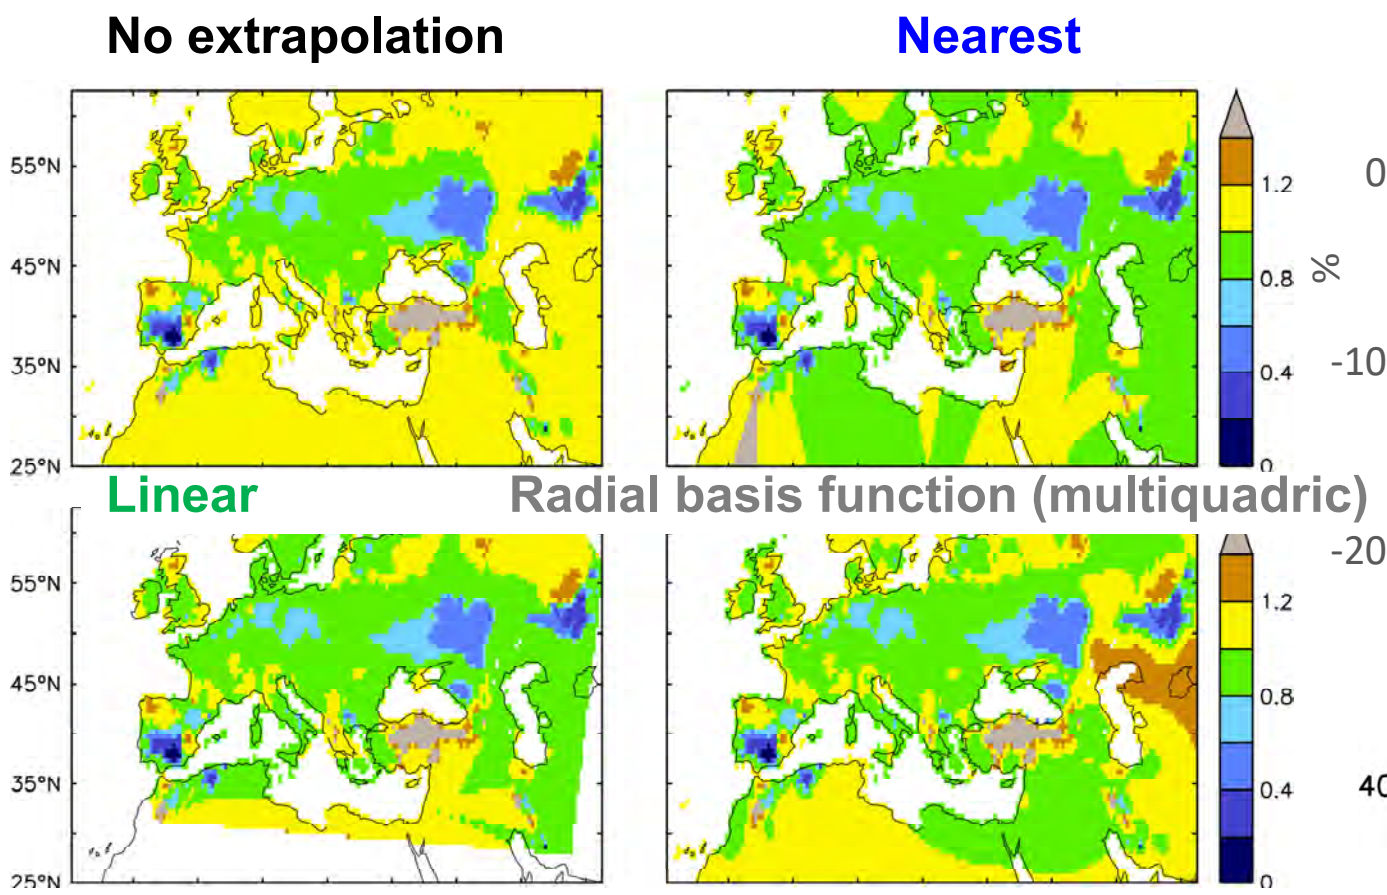 No extrapolation
Nearest
55°N
45°N
35°N
25°N
1.2
0.8
0.4
0
%
0
-10
Linear
Radial basis function (multiquadric)
-20
55°N
45°N
35°N
25°N
1.2
0.8
0.4
0
40